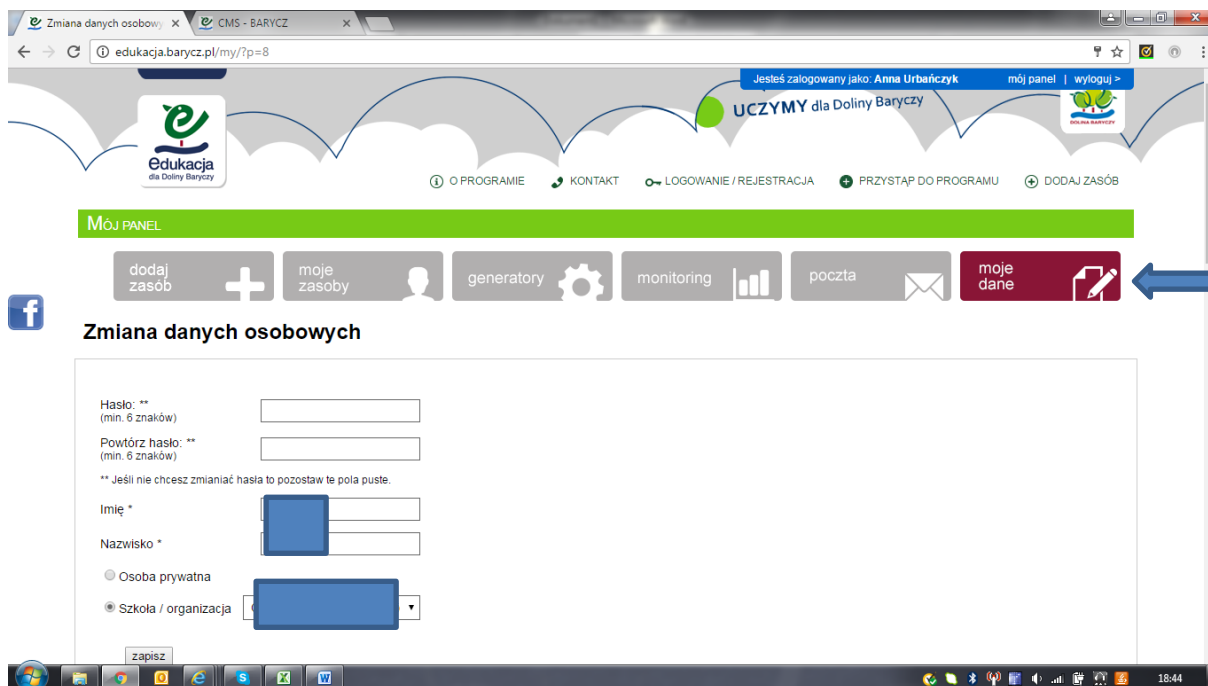 Zmiana danych osobowy
CMS - BARYCZ
edukacja.barycz.pl/my/?p=8
Jesteś zalogowany jako: Anna Urbańczyk mój panel | wyloguj >
UCZYMY dla Doliny Baryczy
DOLINA BARYCZY
edukacja
dla Doliny Baryczy
O PROGRAMIE KONTAKT LOGOWANIE / REJESTRACJA PRZYSTĄP DO PROGRAMU DODAJ ZASÓB
MÓJ PANEL
dodaj
zasób
moje
zasoby
generatory
monitoring
poczta
moje
dane
Zmiana danych osobowych
Hasło: **
(min. 6 znaków)
Powtórz hasło: **
(min. 6 znaków)
** Jeśli nie chcesz zmianiać hasła to pozostaw te pola puste.
Imię *
Nazwisko *
Osoba prywatna
Szkoła / organizacja
zapisz
18:44